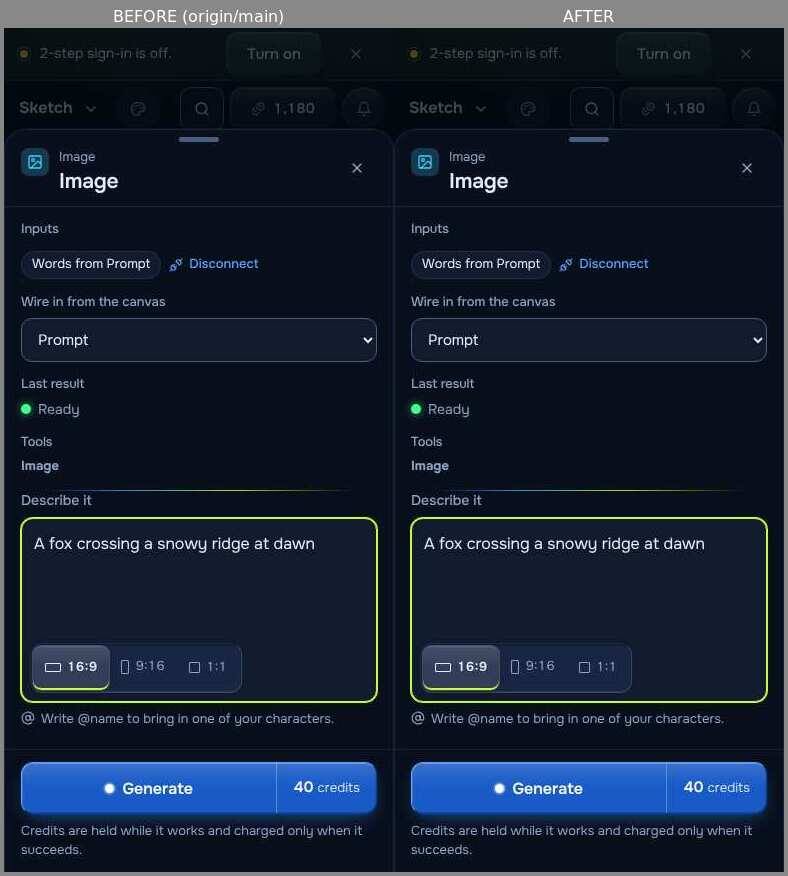 BEFORE (origin/main)
2-step sign-in is off.
Turn on
Sketch
1,180
Image
Image
Inputs
Words from Prompt
Disconnect
Wire in from the canvas
Prompt
Last result
Ready
Tools
Image
Describe it
A fox crossing a snowy ridge at dawn
16:9
9:16
1:1
@ Write @name to bring in one of your characters.
Generate
40 credits
Credits are held while it works and charged only when it
succeeds.
AFTER
2-step sign-in is off.
Turn on
Sketch
1,180
Image
Image
Inputs
Words from Prompt
Disconnect
Wire in from the canvas
Prompt
Last result
Ready
Tools
Image
Describe it
A fox crossing a snowy ridge at dawn
16:9
9:16
1:1
@ Write @name to bring in one of your characters.
Generate
40 credits
Credits are held while it works and charged only when it
succeeds.